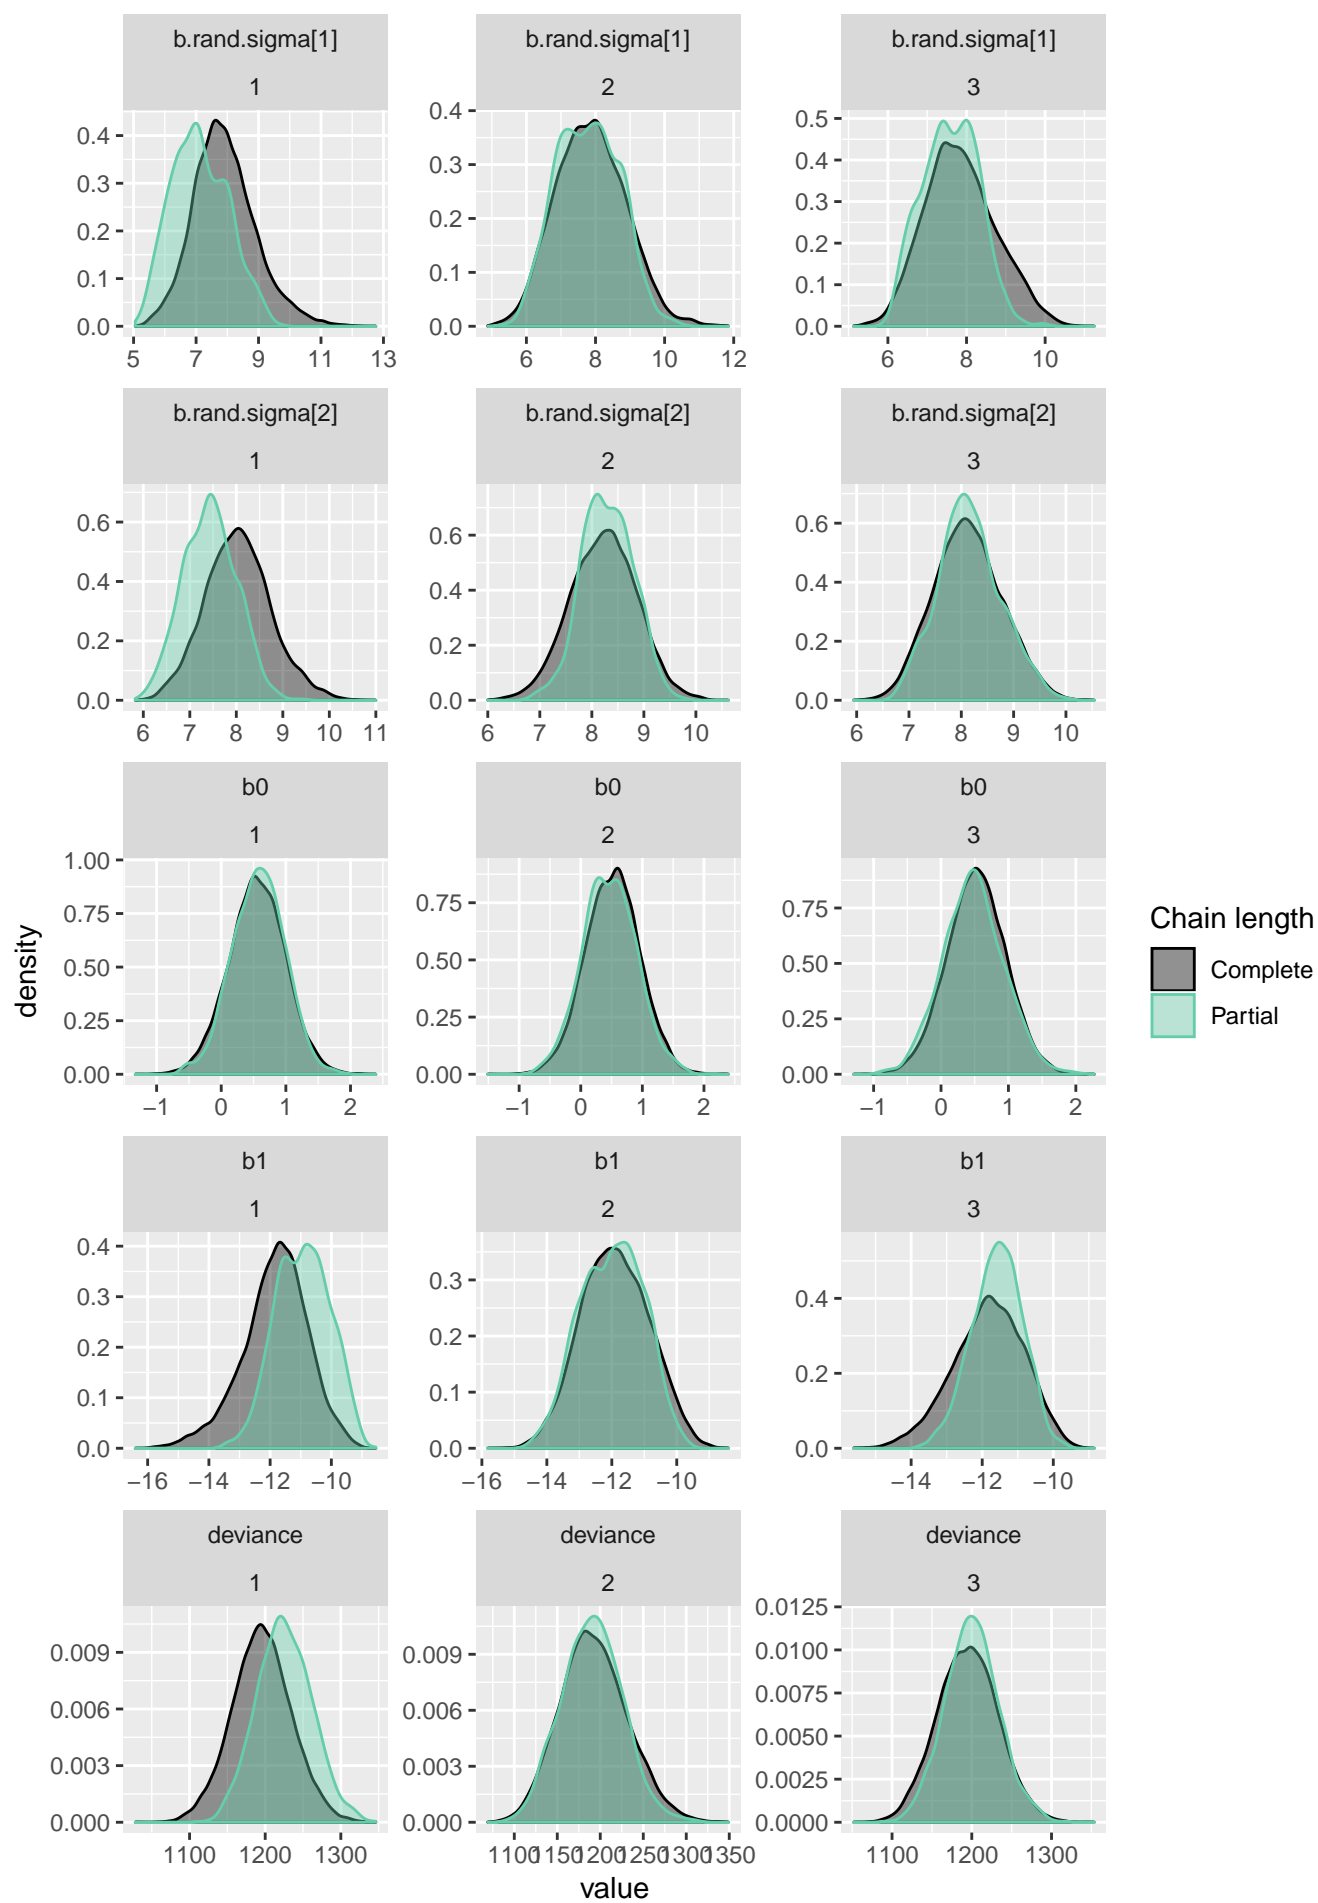 b.rand.sigma[1] b.rand.sigma[1] b.rand.sigma[1]
1 2 3
0.4 0.3 0.2 0.1 0.0
5 7 9 11 13
0.4 0.3 0.2 0.1 0.0
6 8 10 12
0.5 0.4 0.3 0.2 0.1 0.0
6 8 10
b.rand.sigma[2] b.rand.sigma[2] b.rand.sigma[2]
1 2 3
0.6 0.4 0.2 0.0
6 7 8 9 10 11
0.6 0.4 0.2 0.0
6 7 8 9 10
0.6 0.4 0.2 0.0
7 8 9 10
6
b0 b0 b0
1 2 3
1.00 0.75 0.50 0.25 0.00
−1 0 1 2
0.75 0.50 0.25 0.00
−1 0 1 2
0.75 0.50 0.25 0.00
−1 0 1 2
b1 b1 b1
1 2 3
0.4 0.3 0.2 0.1 0.0
−16 −14 −12 −10
0.3 0.2 0.1 0.0
−16 −14 −12 −10
0.4 0.2 0.0
−14 −12 −10
deviance deviance deviance
1 2 3
0.009 0.006 0.003 0.000
1100 1200 1300
0.009 0.006 0.003 0.000
1100 1150 1200 1250 1300 1350
0.0125 0.0100 0.0075 0.0050 0.0025 0.0000
1100 1200 1300
density
value
Chain length
Complete
Partial